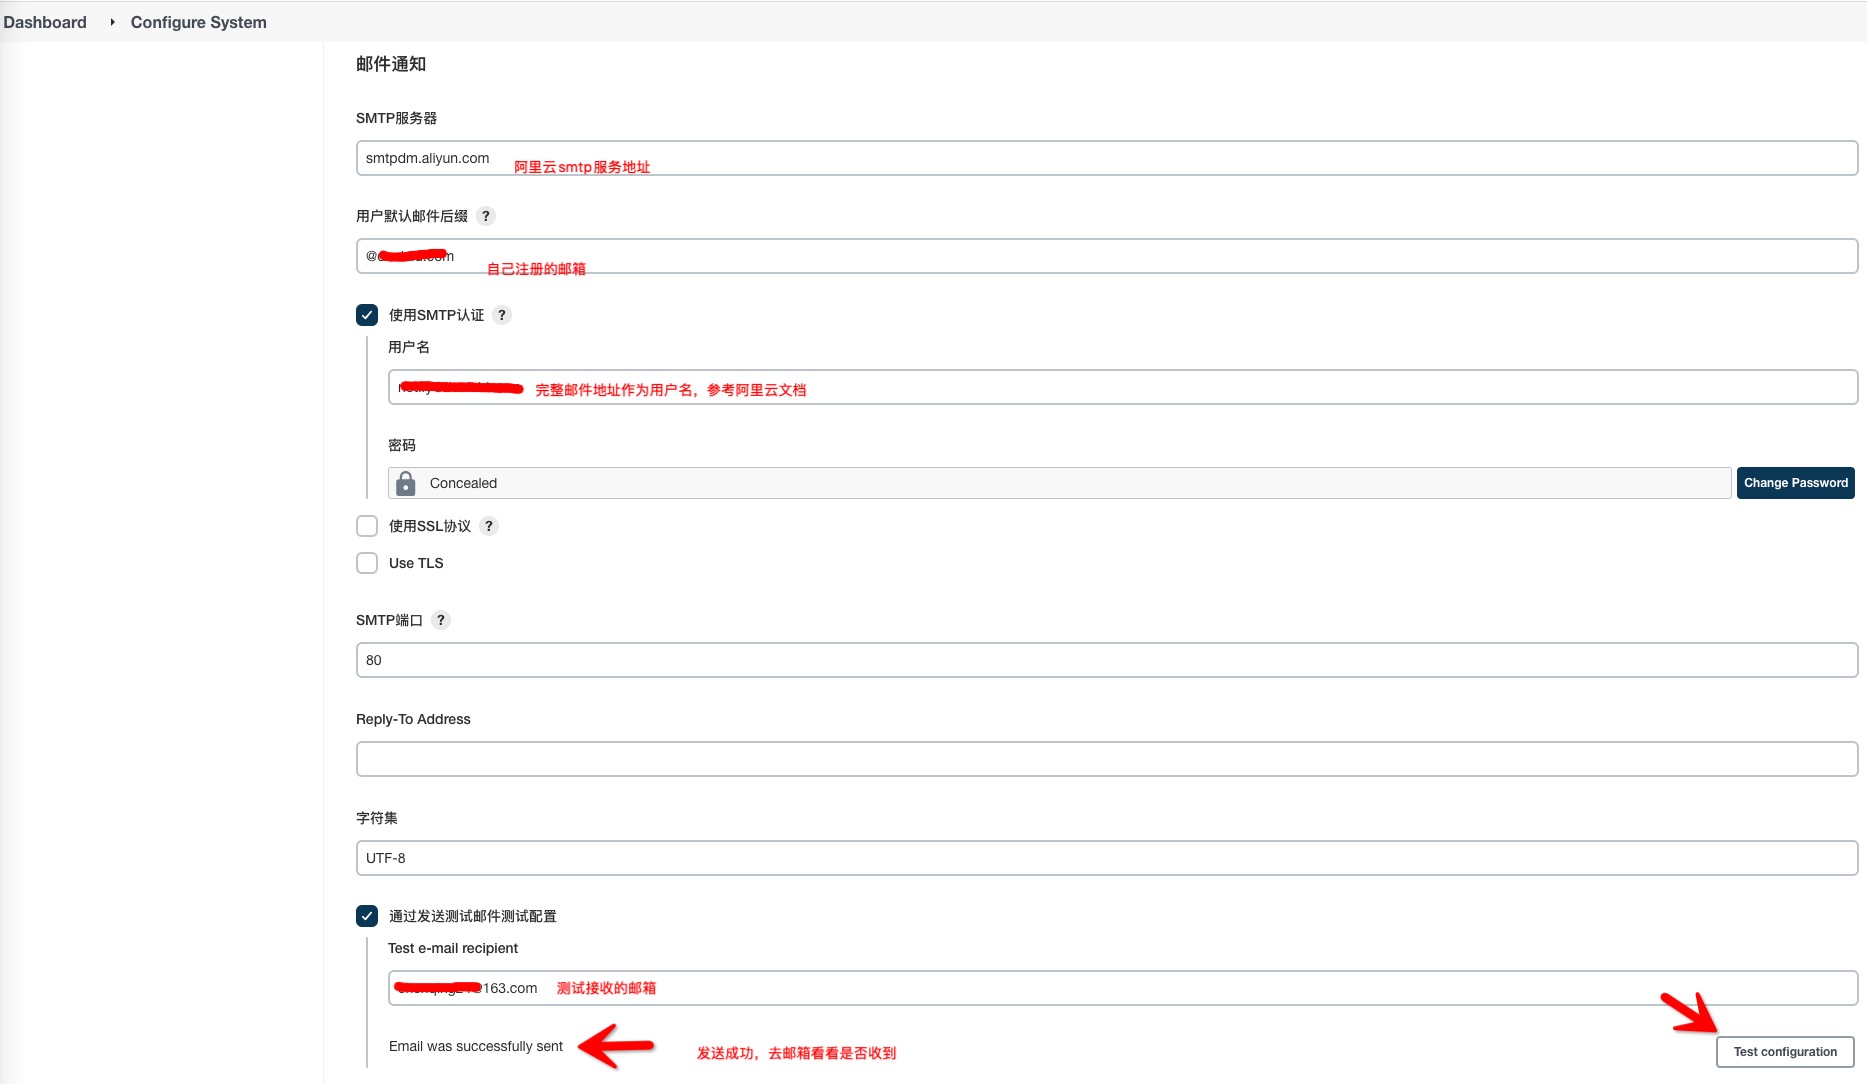 Dashboard Configure System
邮件通知
SMTP服务器
smtpdm.aliyun.com 阿里云smtp服务地址
用户默认邮件后缀 ?
@ 自己注册的邮箱
使用SMTP认证 ?
用户名
完整邮件地址作为用户名，参考阿里云文档
密码
Concealed Change Password
使用SSL协议 ?
Use TLS
SMTP端口 ?
80
Reply-To Address
字符集
UTF-8
通过发送测试邮件测试配置
Test e-mail recipient
163.com 测试接收的邮箱
Email was successfully sent 发送成功，去邮箱看看是否收到
Test configuration